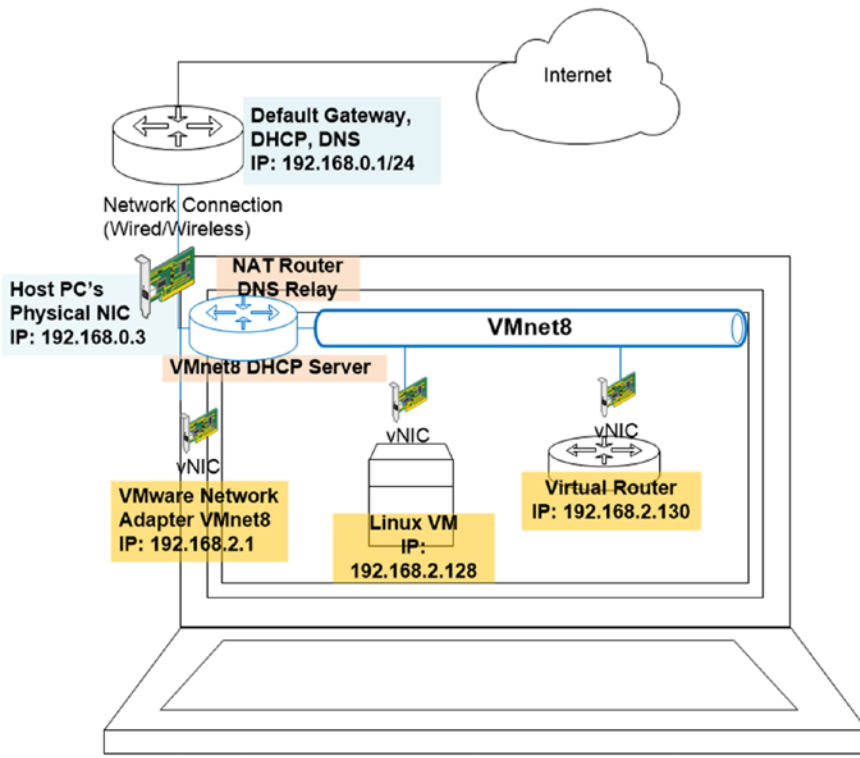 Internet
Default Gateway,
DHCP, DNS
IP: 192.168.0.1/24
Network Connection
(Wired/Wireless)
Host PC's
Physical NIC
IP: 192.168.0.3
NAT Router
DNS Relay
VMnet8
VMnet8 DHCP Server
vNIC
VMware Network
Adapter VMnet8
IP: 192.168.2.1
vNIC
Linux VM
IP:
192.168.2.128
vNIC
Virtual Router
IP: 192.168.2.130